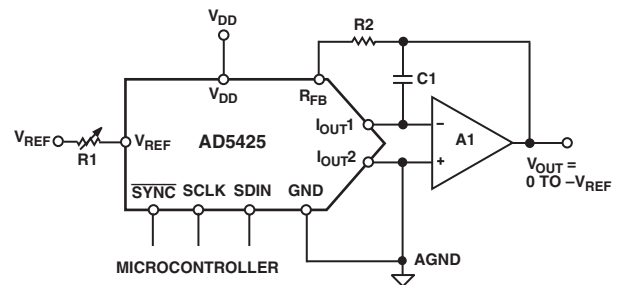 VDD
R2
C1
VDD
RFB
IOUT1
VREF
R1
VREF
AD5425
−
A1
+
IOUT2
VOUT =
0 TO −VREF
SYNC SCLK SDIN GND
AGND
MICROCONTROLLER